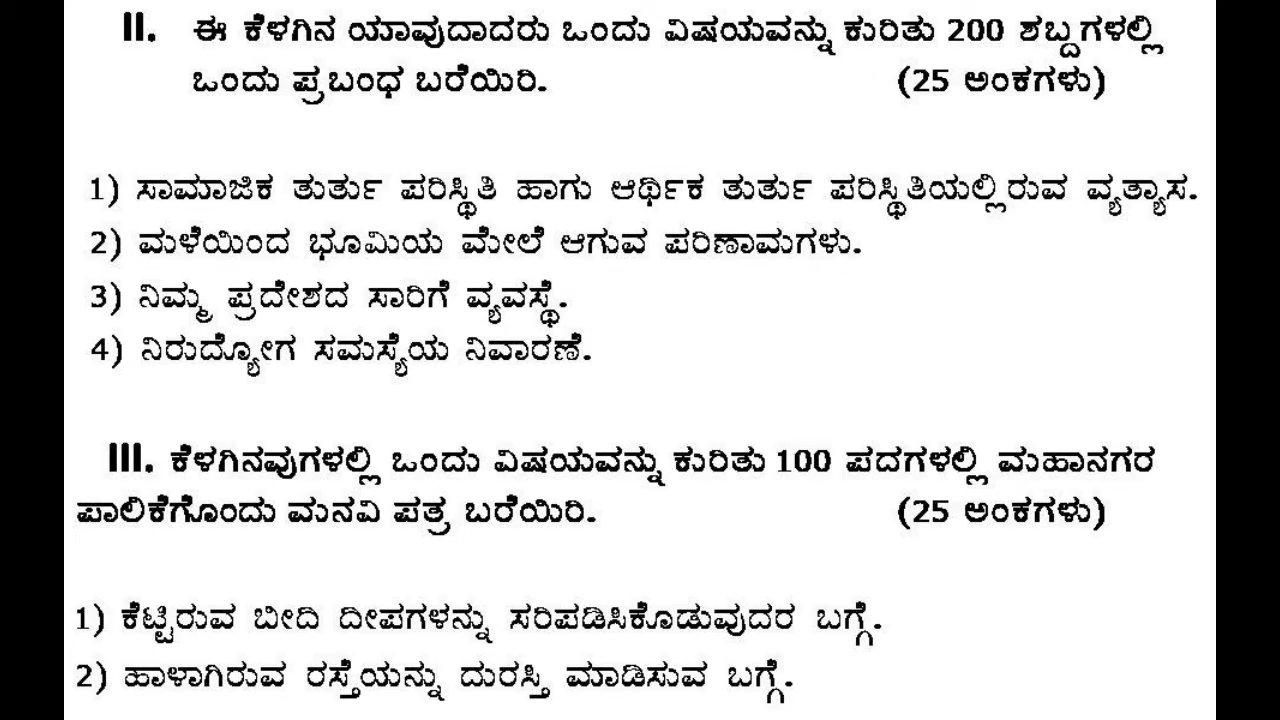 II. ಈ ಕೆಳಗಿನ ಯಾವುದಾದರು ಒಂದು ವಿಷಯವನ್ನು ಕುರಿತು 200 ಶಬ್ದಗಳಲ್ಲಿ
ಒಂದು ಪ್ರಬಂಧ ಬರೆಯಿರಿ. (25 ಅಂಕಗಳು)
1) ಸಾಮಾಜಿಕ ತುರ್ತು ಪರಿಸ್ಥಿತಿ ಹಾಗು ಆರ್ಥಿಕ ತುರ್ತು ಪರಿಸ್ಥಿತಿಯಲ್ಲಿರುವ ವ್ಯತ್ಯಾಸ.
2) ಮಳೆಯಿಂದ ಭೂಮಿಯ ಮೇಲೆ ಆಗುವ ಪರಿಣಾಮಗಳು.
3) ನಿಮ್ಮ ಪ್ರದೇಶದ ಸಾರಿಗೆ ವ್ಯವಸ್ಥೆ.
4) ನಿರುದ್ಯೋಗ ಸಮಸ್ಯೆಯ ನಿವಾರಣೆ.
III. ಕೆಳಗಿನವುಗಳಲ್ಲಿ ಒಂದು ವಿಷಯವನ್ನು ಕುರಿತು 100 ಪದಗಳಲ್ಲಿ ಮಹಾನಗರ
ಪಾಲಿಕೆಗೊಂದು ಮನವಿ ಪತ್ರ ಬರೆಯಿರಿ. (25 ಅಂಕಗಳು)
1) ಕೆಟ್ಟಿರುವ ಬೀದಿ ದೀಪಗಳನ್ನು ಸರಿಪಡಿಸಿಕೊಡುವುದರ ಬಗ್ಗೆ.
2) ಹಾಳಾಗಿರುವ ರಸ್ತೆಯನ್ನು ದುರಸ್ತಿ ಮಾಡಿಸುವ ಬಗ್ಗೆ.